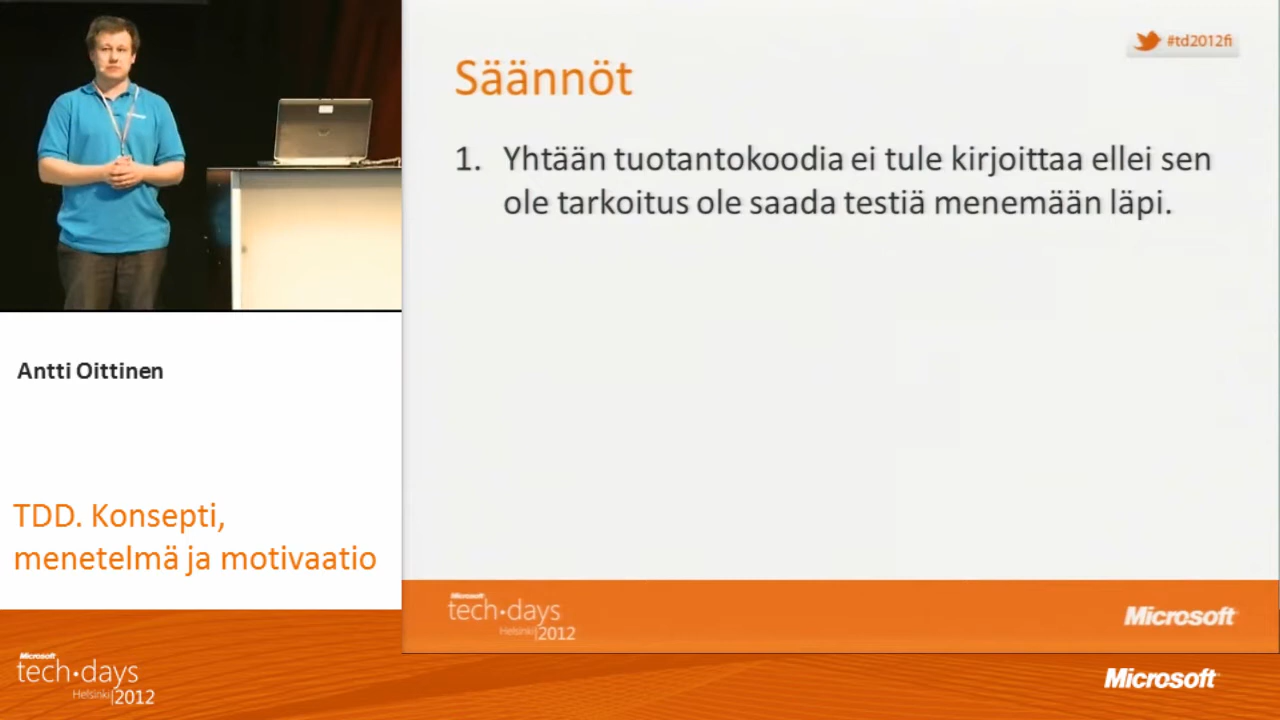 #td2012fi
Säännöt
1. Yhtään tuotantokoodia ei tule kirjoittaa ellei sen
ole tarkoitus ole saada testiä menemään läpi.
Antti Oittinen
TDD. Konsepti,
menetelmä ja motivaatio
Microsoft
tech·days
Helsinki|2012
Microsoft
Microsoft
tech·days
Helsinki|2012
Microsoft